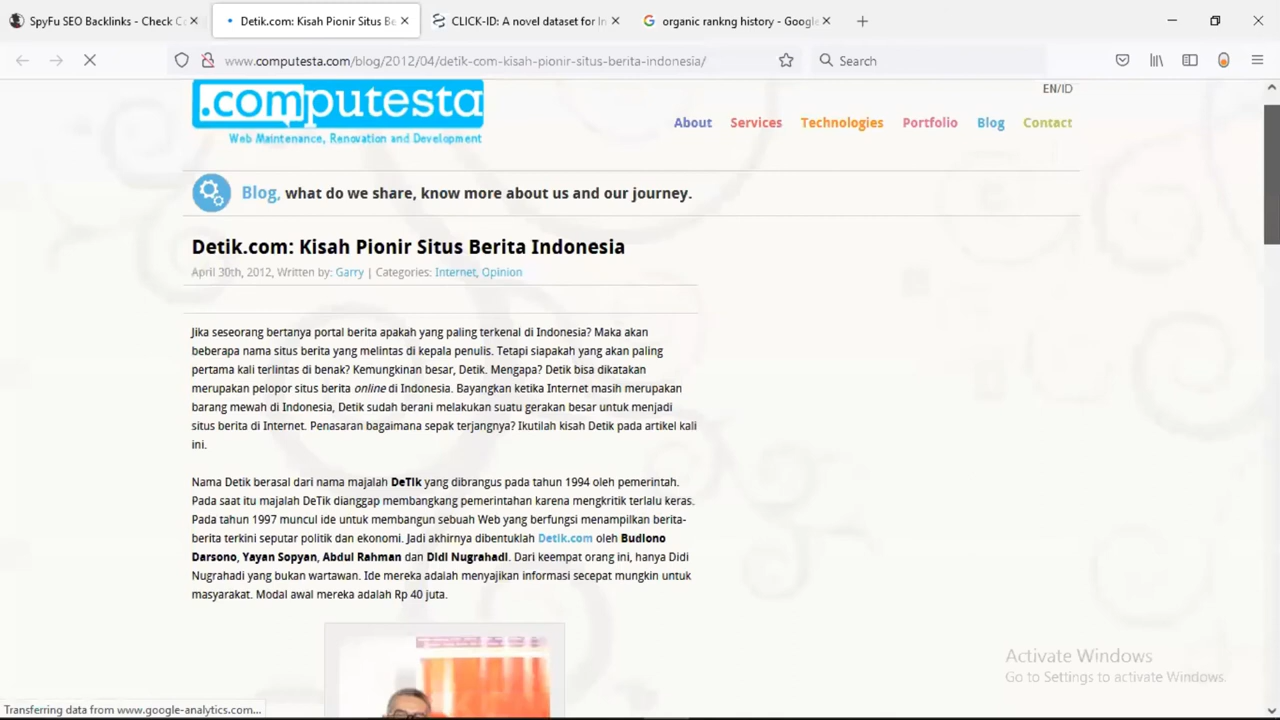 SpyFu SEO Backlinks - Check Co
Detik.com: Kisah Pionir Situs Be
CLICK-ID: A novel dataset for In
organic rankng history - Google
www.computesta.com/blog/2012/04/detik-com-kisah-pionir-situs-berita-indonesia/
Search
EN/ID
.computesta
Web Maintenance, Renovation and Development
About Services Technologies Portfolio Blog Contact
Blog, what do we share, know more about us and our journey.
Detik.com: Kisah Pionir Situs Berita Indonesia
April 30th, 2012, Written by: Garry | Categories: Internet, Opinion
Jika seseorang bertanya portal berita apakah yang paling terkenal di Indonesia? Maka akan
beberapa nama situs berita yang melintas di kepala penulis. Tetapi siapakah yang akan paling
pertama kali terlintas di benak? Kemungkinan besar, Detik. Mengapa? Detik bisa dikatakan
merupakan pelopor situs berita online di Indonesia. Bayangkan ketika Internet masih merupakan
barang mewah di Indonesia, Detik sudah berani melakukan suatu gerakan besar untuk menjadi
situs berita di Internet. Penasaran bagaimana sepak terjangnya? Ikutilah kisah Detik pada artikel kali
ini.
Nama Detik berasal dari nama majalah DeTik yang dibrangus pada tahun 1994 oleh pemerintah.
Pada saat itu majalah DeTik dianggap membangkang pemerintahan karena mengkritik terlalu keras.
Pada tahun 1997 muncul ide untuk membangun sebuah Web yang berfungsi menampilkan berita-
berita terkini seputar politik dan ekonomi. Jadi akhirnya dibentuklah Detik.com oleh Budiono
Darsono, Yayan Sopyan, Abdul Rahman dan Didi Nugrahadi. Dari keempat orang ini, hanya Didi
Nugrahadi yang bukan wartawan. Ide mereka adalah menyajikan informasi secepat mungkin untuk
masyarakat. Modal awal mereka adalah Rp 40 juta.
Activate Windows
Go to Settings to activate Windows.
Transferring data from www.google-analytics.com...